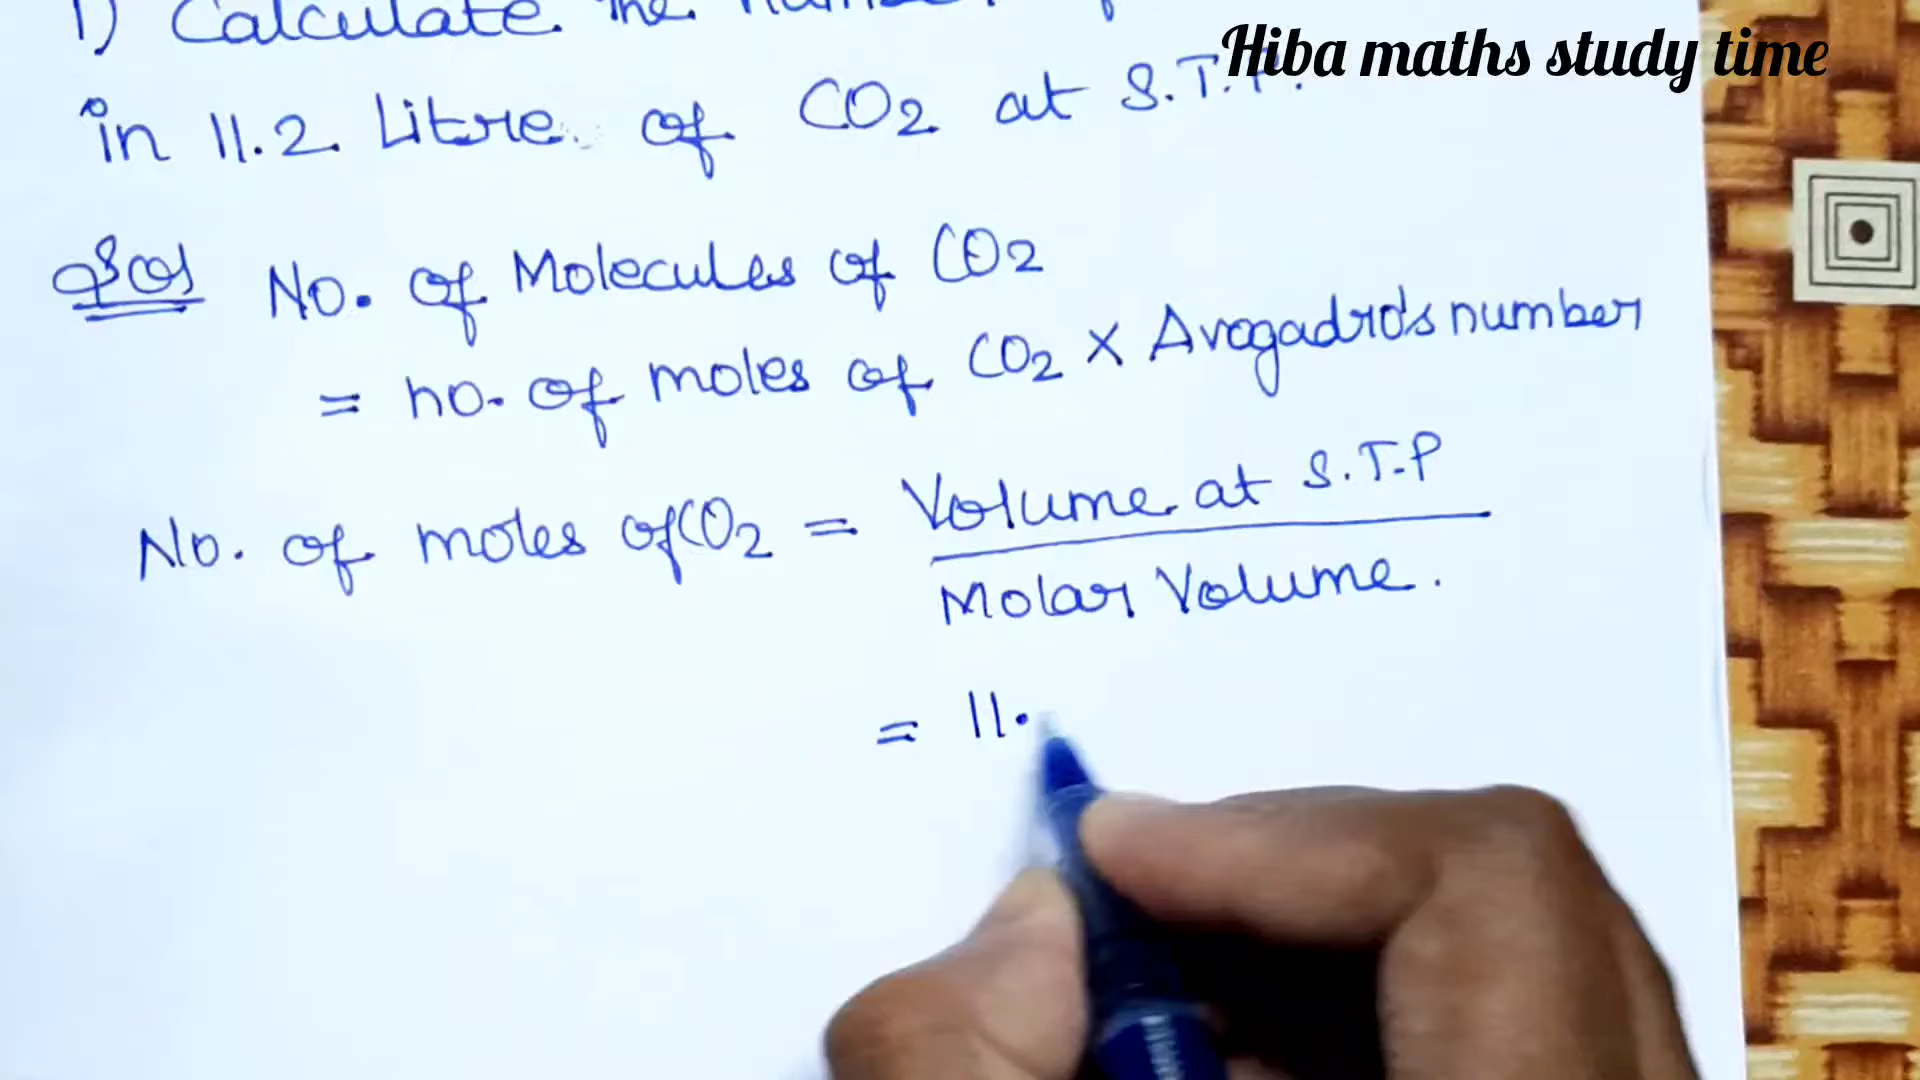 Hiba maths study time
1) Calculate the
in 11.2 Litre of CO2 at S.T.P.
Sol No. of Molecules of CO2
= no. of moles of CO2 × Avogadro's number
No. of moles of CO2 = Volume at S.T.P
Molar Volume.
= 11.